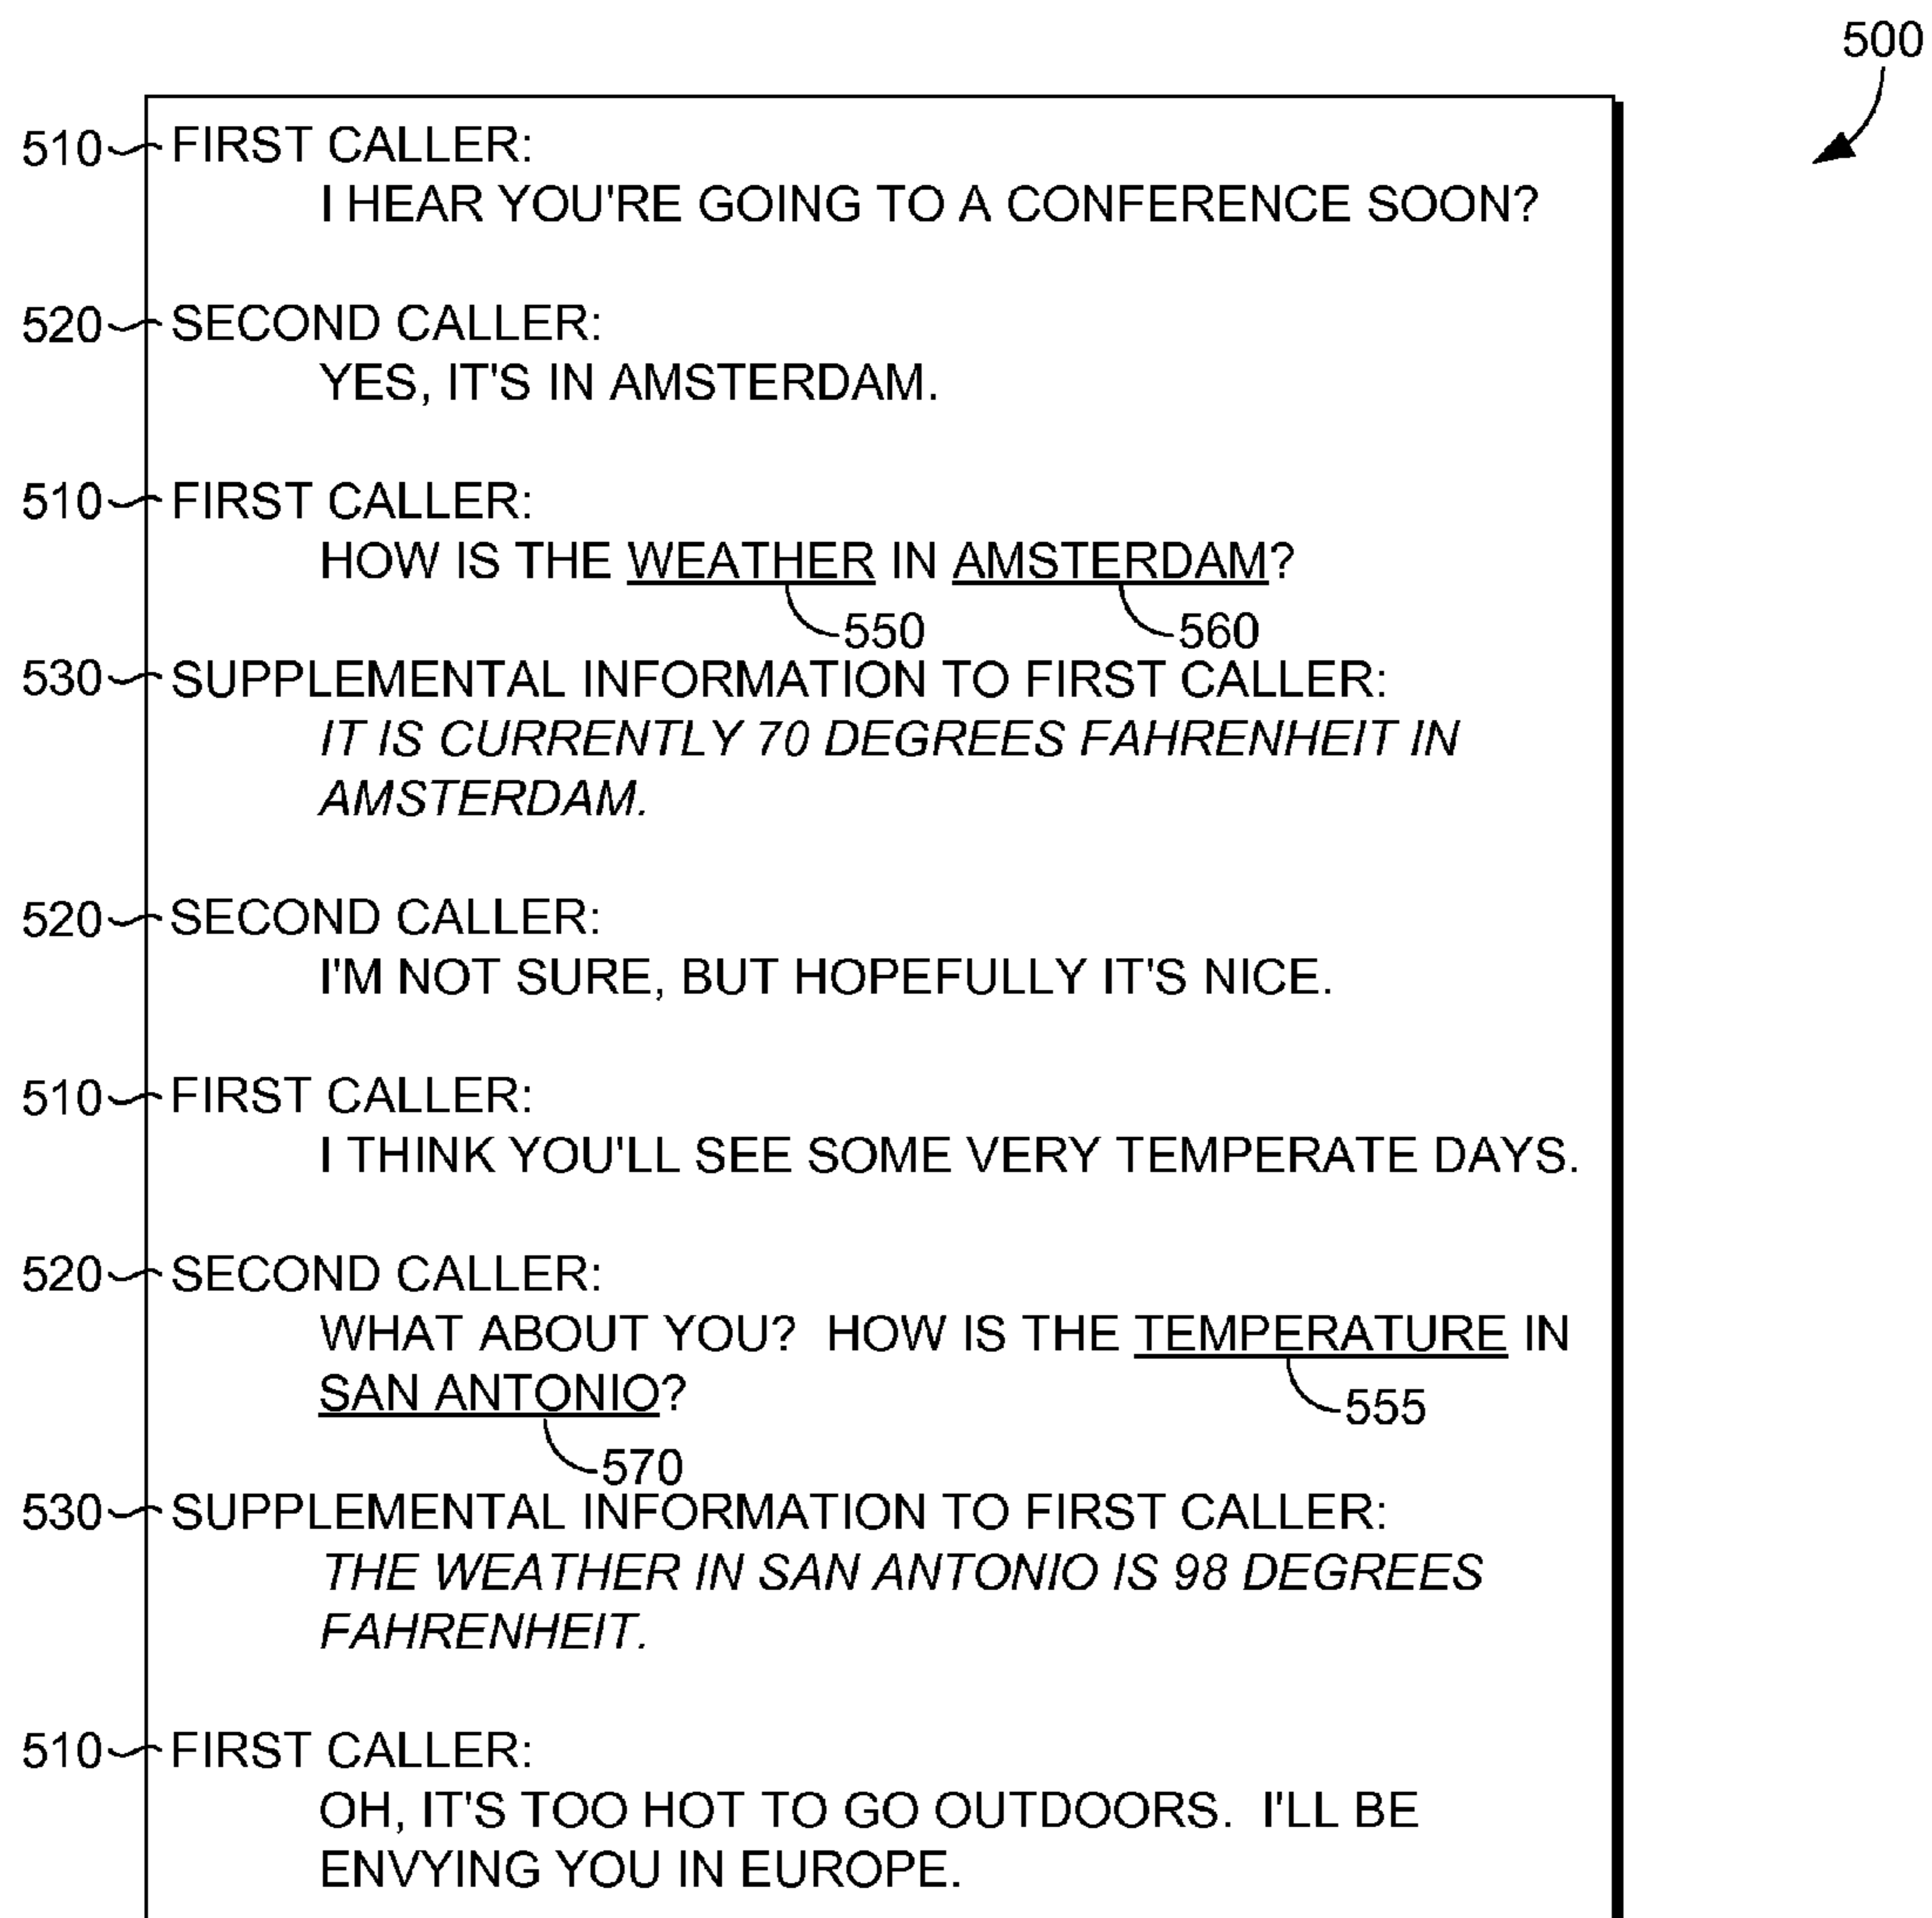 500
510 FIRST CALLER:
I HEAR YOU'RE GOING TO A CONFERENCE SOON?
520 SECOND CALLER:
YES, IT'S IN AMSTERDAM.
510 FIRST CALLER:
HOW IS THE WEATHER IN AMSTERDAM?
550 560
530 SUPPLEMENTAL INFORMATION TO FIRST CALLER:
IT IS CURRENTLY 70 DEGREES FAHRENHEIT IN
AMSTERDAM.
520 SECOND CALLER:
I'M NOT SURE, BUT HOPEFULLY IT'S NICE.
510 FIRST CALLER:
I THINK YOU'LL SEE SOME VERY TEMPERATE DAYS.
520 SECOND CALLER:
WHAT ABOUT YOU? HOW IS THE TEMPERATURE IN
SAN ANTONIO? 555
570
530 SUPPLEMENTAL INFORMATION TO FIRST CALLER:
THE WEATHER IN SAN ANTONIO IS 98 DEGREES
FAHRENHEIT.
510 FIRST CALLER:
OH, IT'S TOO HOT TO GO OUTDOORS. I'LL BE
ENVYING YOU IN EUROPE.